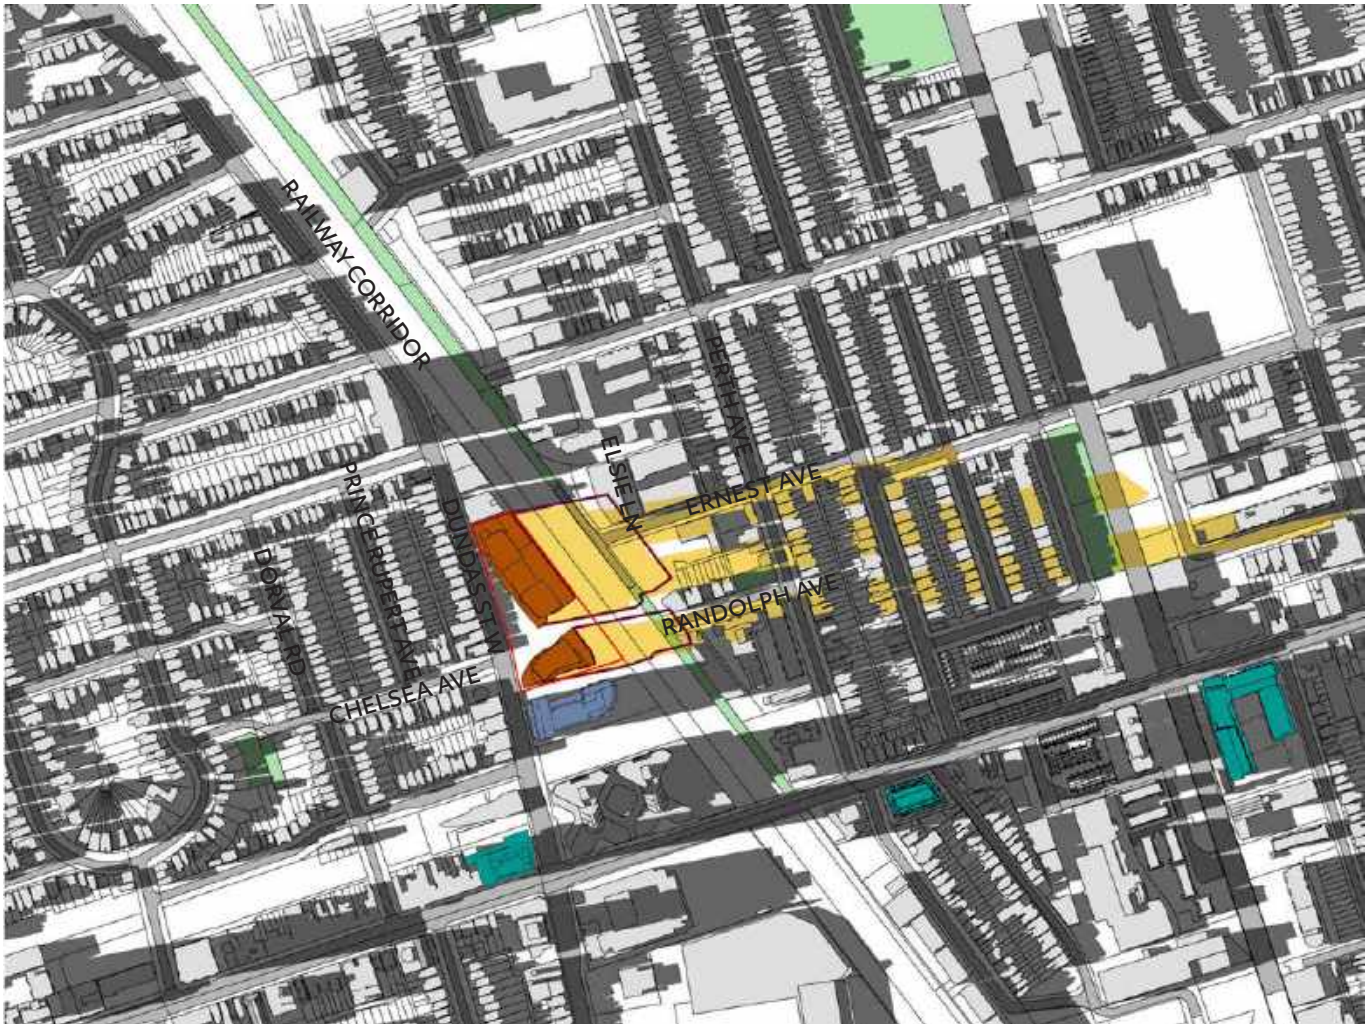 RAILWAY CORRIDOR
PERTH AVE
ELSIE LN
ERNEST AVE
PRINCE RUPERT AVE
DUNDAS ST W
DORVAL RD
RANDOLPH AVE
CHELSEA AVE